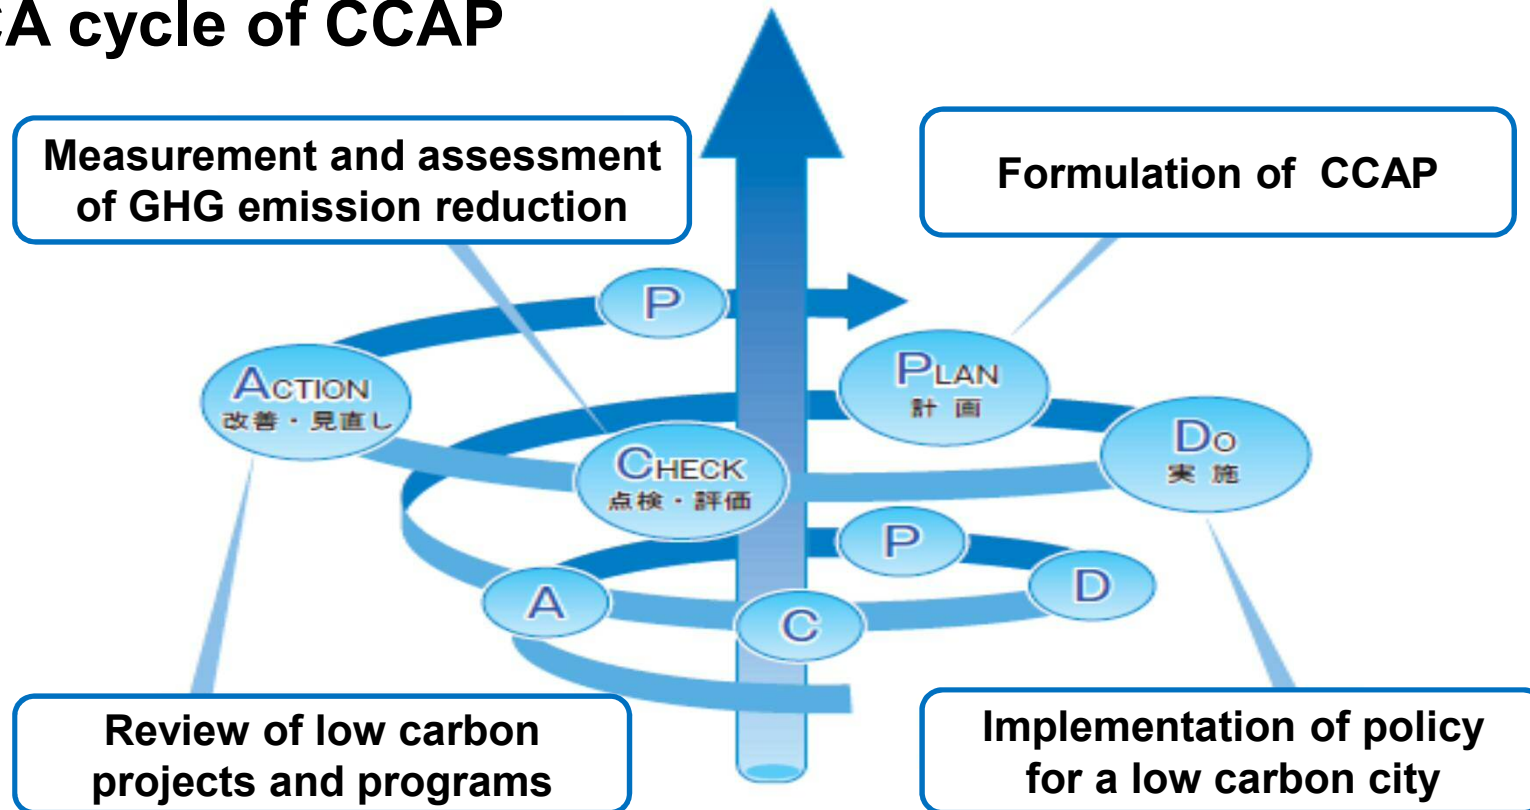 CA cycle of CCAP
Measurement and assessment
of GHG emission reduction
Formulation of CCAP
P
ACTION
改善・見直し
PLAN
計 画
DO
実 施
CHECK
点検・評価
P
D
A
C
Review of low carbon
projects and programs
Implementation of policy
for a low carbon city